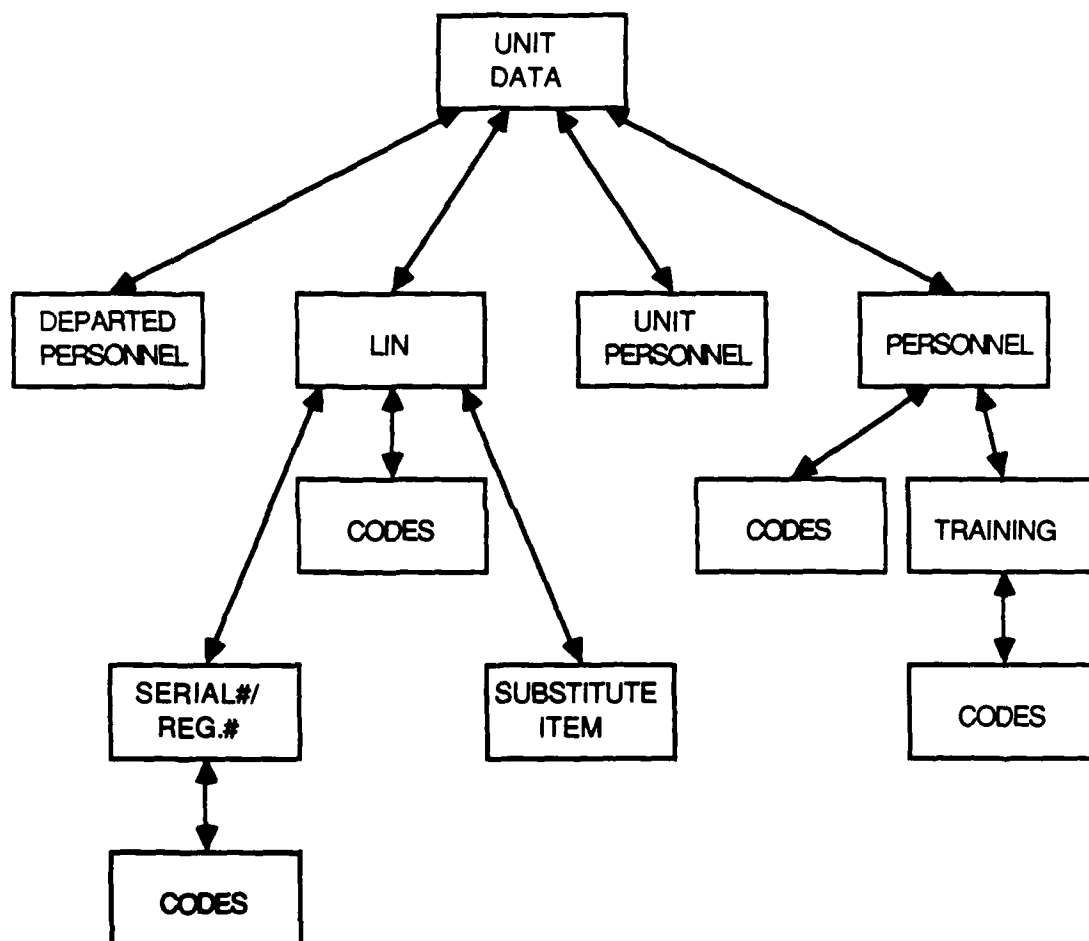 UNIT
DATA
DEPARTED
PERSONNEL
LIN
UNIT
PERSONNEL
PERSONNEL
CODES
CODES
TRAINING
SERIAL#/
REG.#
SUBSTITUTE
ITEM
CODES
CODES